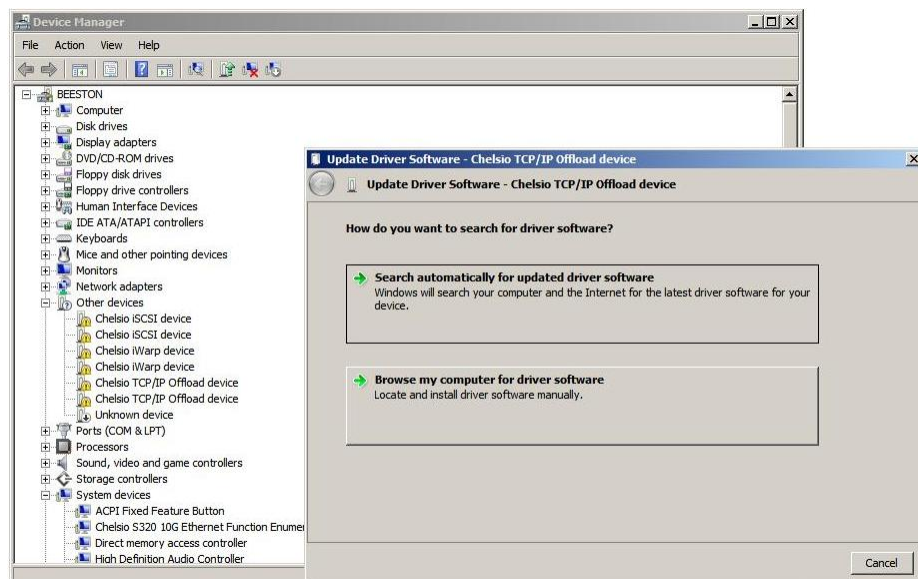 Device Manager
File Action View Help
BEESTON
Computer
Disk drives
Display adapters
DVD/CD-ROM drives
Floppy disk drives
Floppy drive controllers
Human Interface Devices
IDE ATA/ATAPI controllers
Keyboards
Mice and other pointing devices
Monitors
Network adapters
Other devices
Chelsio iSCSI device
Chelsio iSCSI device
Chelsio iWarp device
Chelsio iWarp device
Chelsio TCP/IP Offload device
Chelsio TCP/IP Offload device
Unknown device
Ports (COM & LPT)
Processors
Sound, video and game controllers
Storage controllers
System devices
ACPI Fixed Feature Button
Chelsio S320 10G Ethernet Function Enumer
Direct memory access controller
High Definition Audio Controller
Update Driver Software - Chelsio TCP/IP Offload device
Update Driver Software - Chelsio TCP/IP Offload device
How do you want to search for driver software?
Search automatically for updated driver software
Windows will search your computer and the Internet for the latest driver software for your
device.
Browse my computer for driver software
Locate and install driver software manually.
Cancel